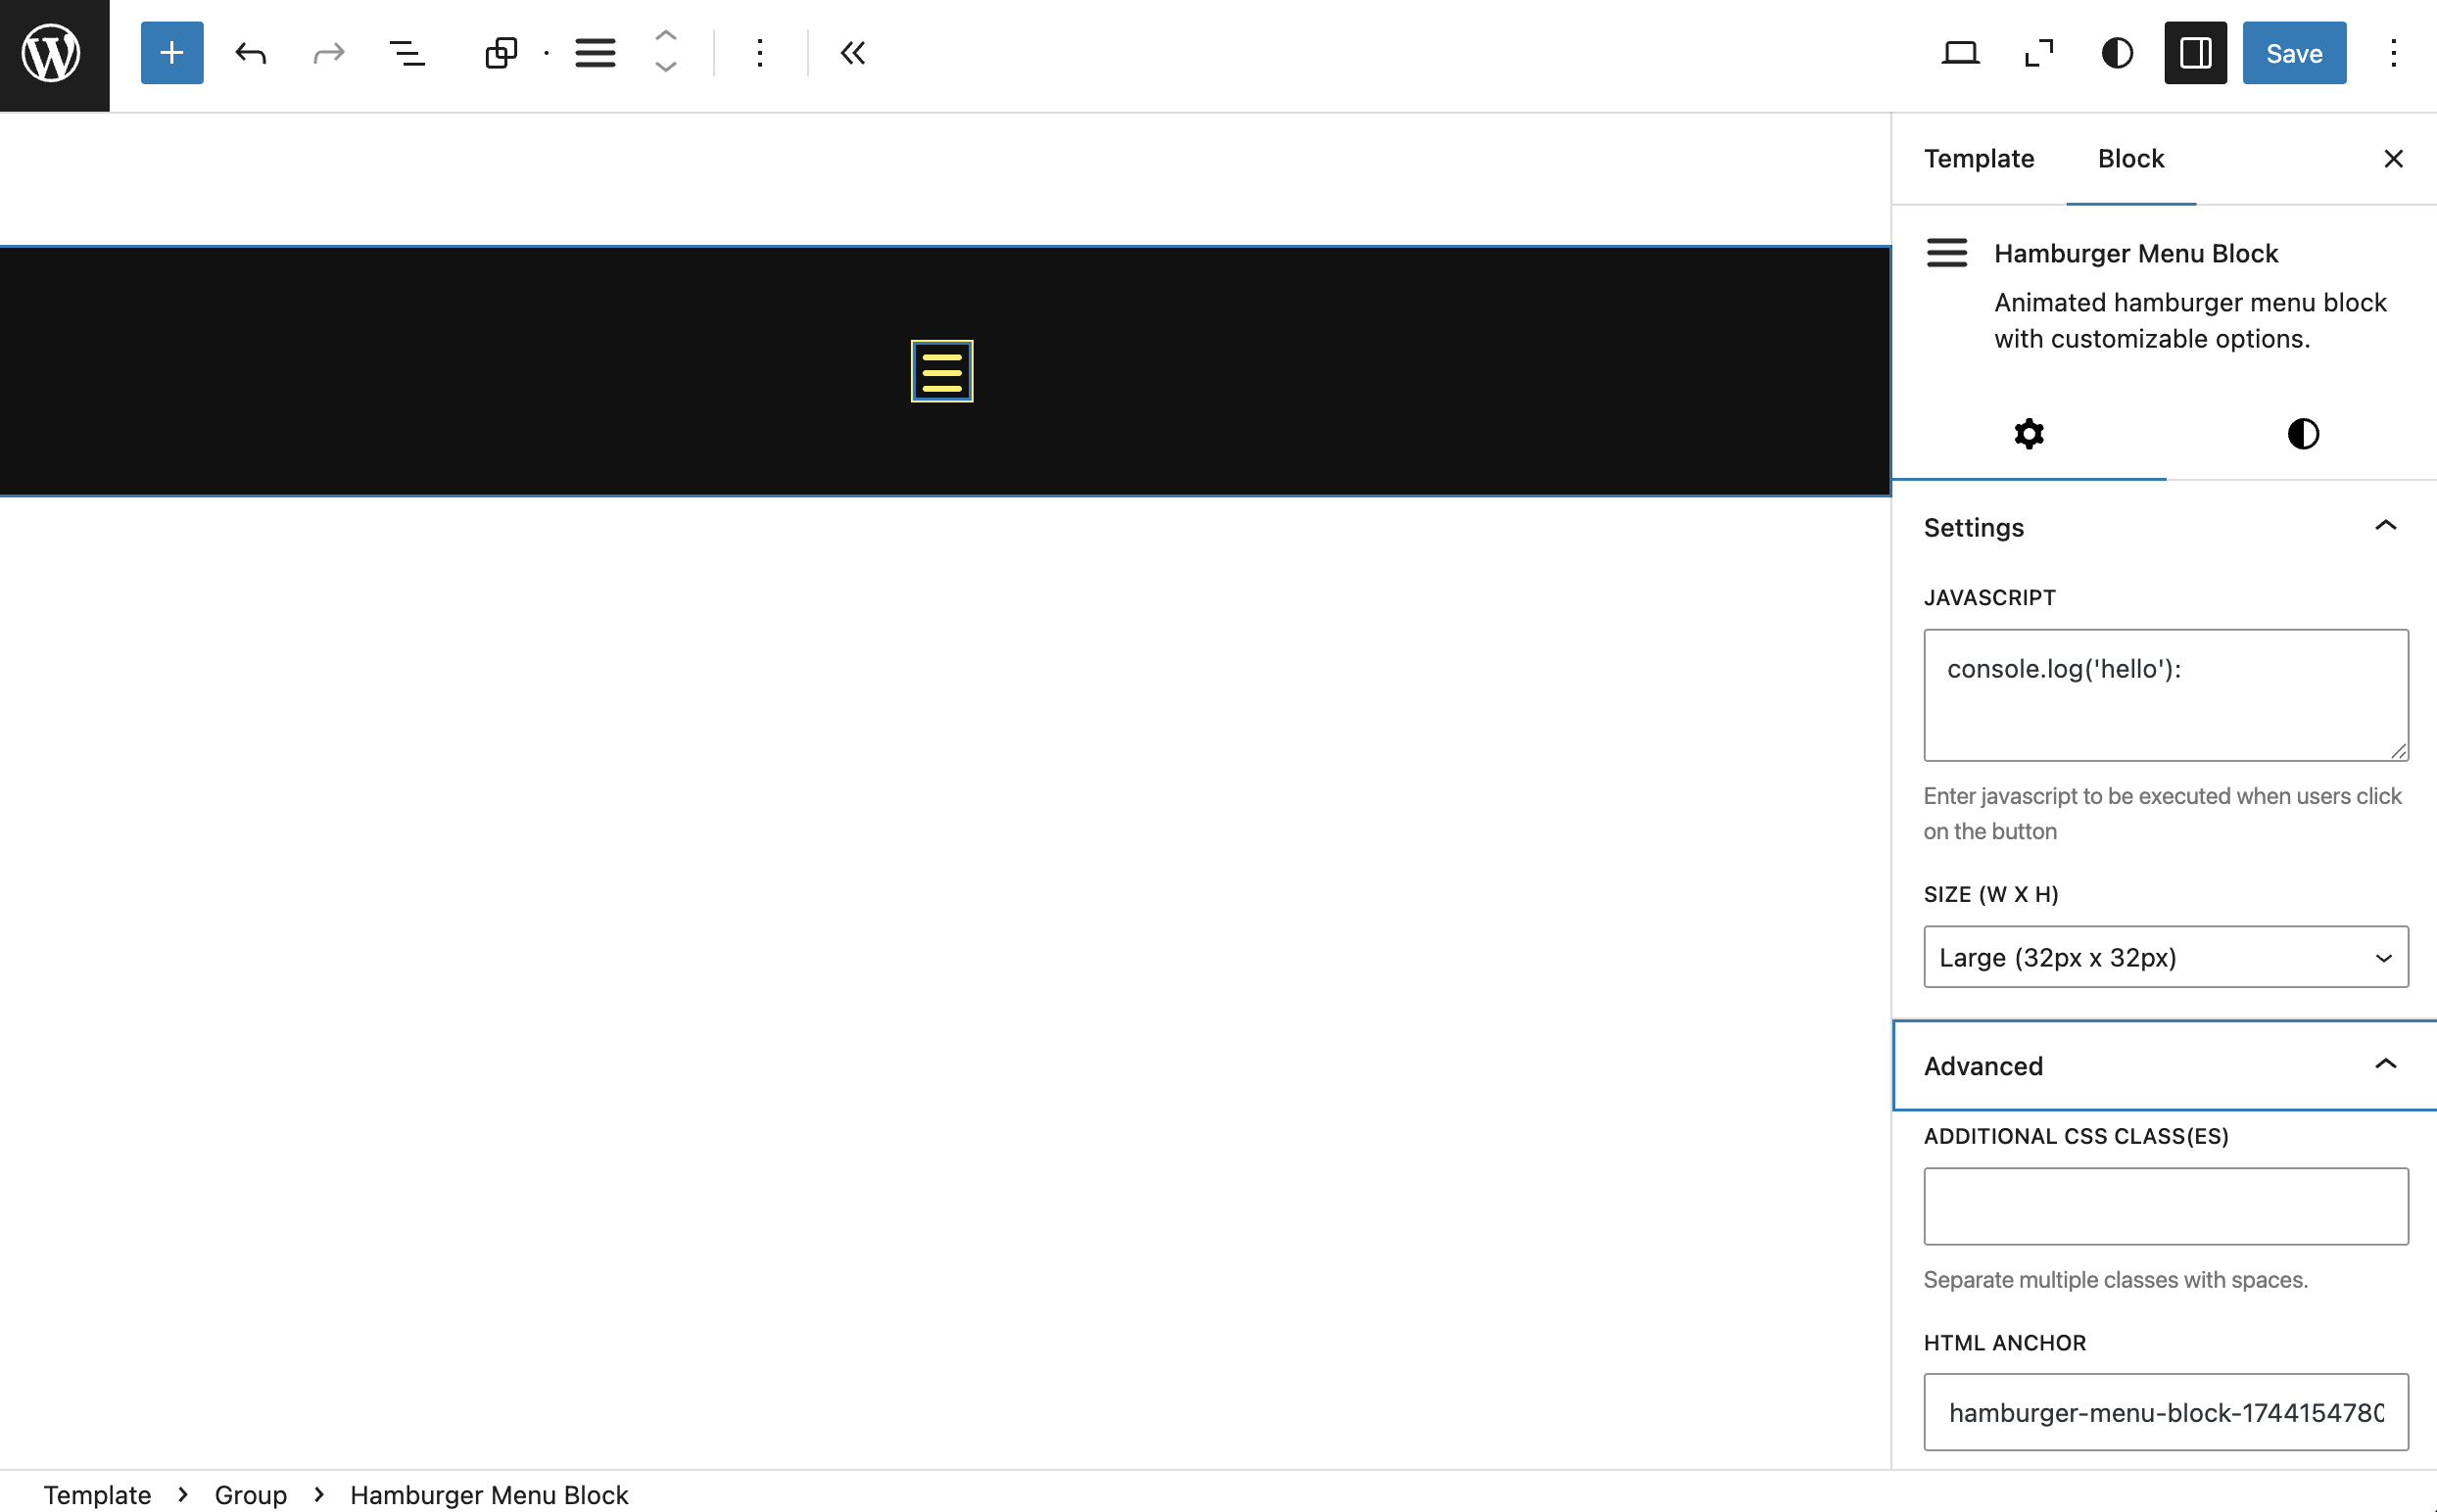 Save
Template
Block
Hamburger Menu Block
Animated hamburger menu block
with customizable options.
Settings
JAVASCRIPT
console.log('hello'):
Enter javascript to be executed when users click
on the button
SIZE (W X H)
Large (32px x 32px)
Advanced
ADDITIONAL CSS CLASS(ES)
Separate multiple classes with spaces.
HTML ANCHOR
hamburger-menu-block-1744154780
Template > Group > Hamburger Menu Block